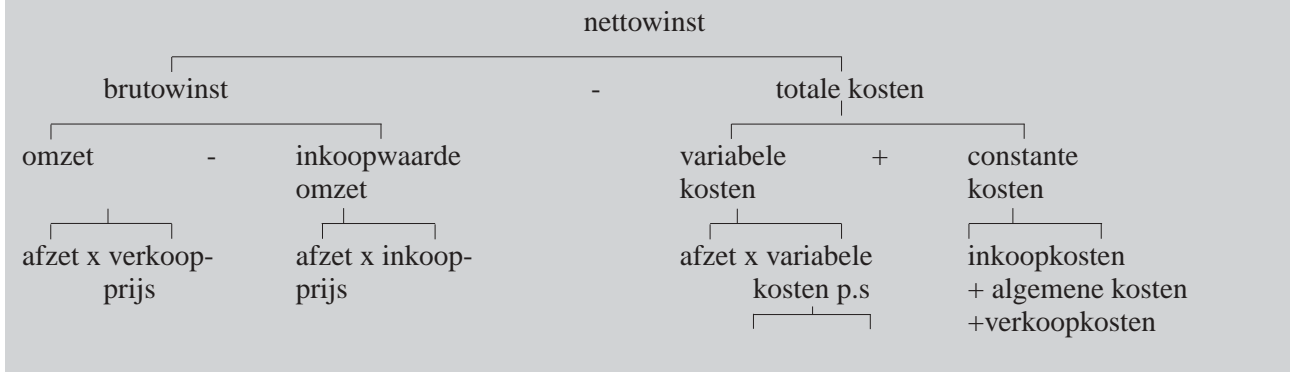 nettowinst
brutowinst - totale kosten
omzet - inkoopwaarde omzet variabele kosten + constante kosten
afzet x verkoop-
prijs
afzet x inkoop-
prijs
afzet x variabele
kosten p.s
inkoopkosten
+ algemene kosten
+verkoopkosten